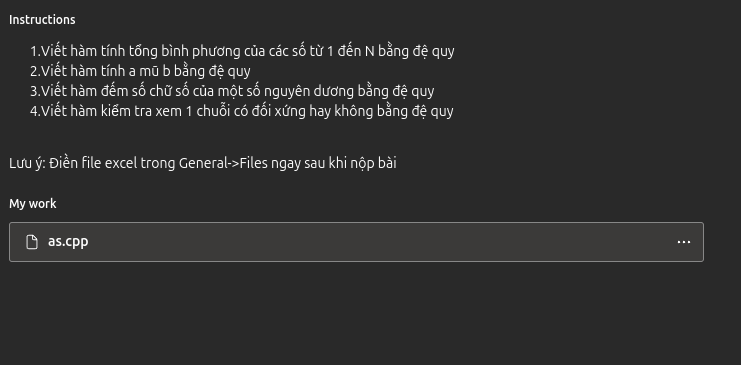 Instructions
1.Viết hàm tính tổng bình phương của các số từ 1 đến N bằng đệ quy
2.Viết hàm tính a mũ b bằng đệ quy
3.Viết hàm đếm số chữ số của một số nguyên dương bằng đệ quy
4.Viết hàm kiểm tra xem 1 chuỗi có đối xứng hay không bằng đệ quy
Lưu ý: Điền file excel trong General->Files ngay sau khi nộp bài
My work
as.cpp